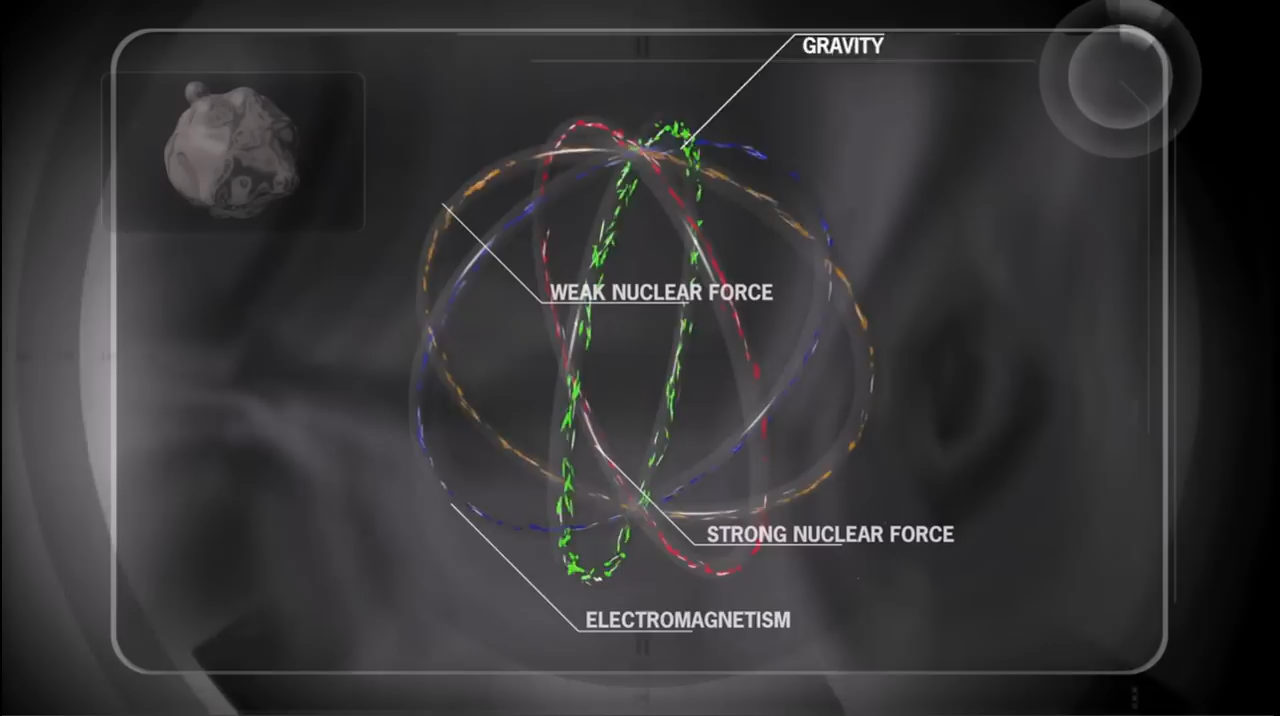 GRAVITY
WEAK NUCLEAR FORCE
STRONG NUCLEAR FORCE
ELECTROMAGNETISM